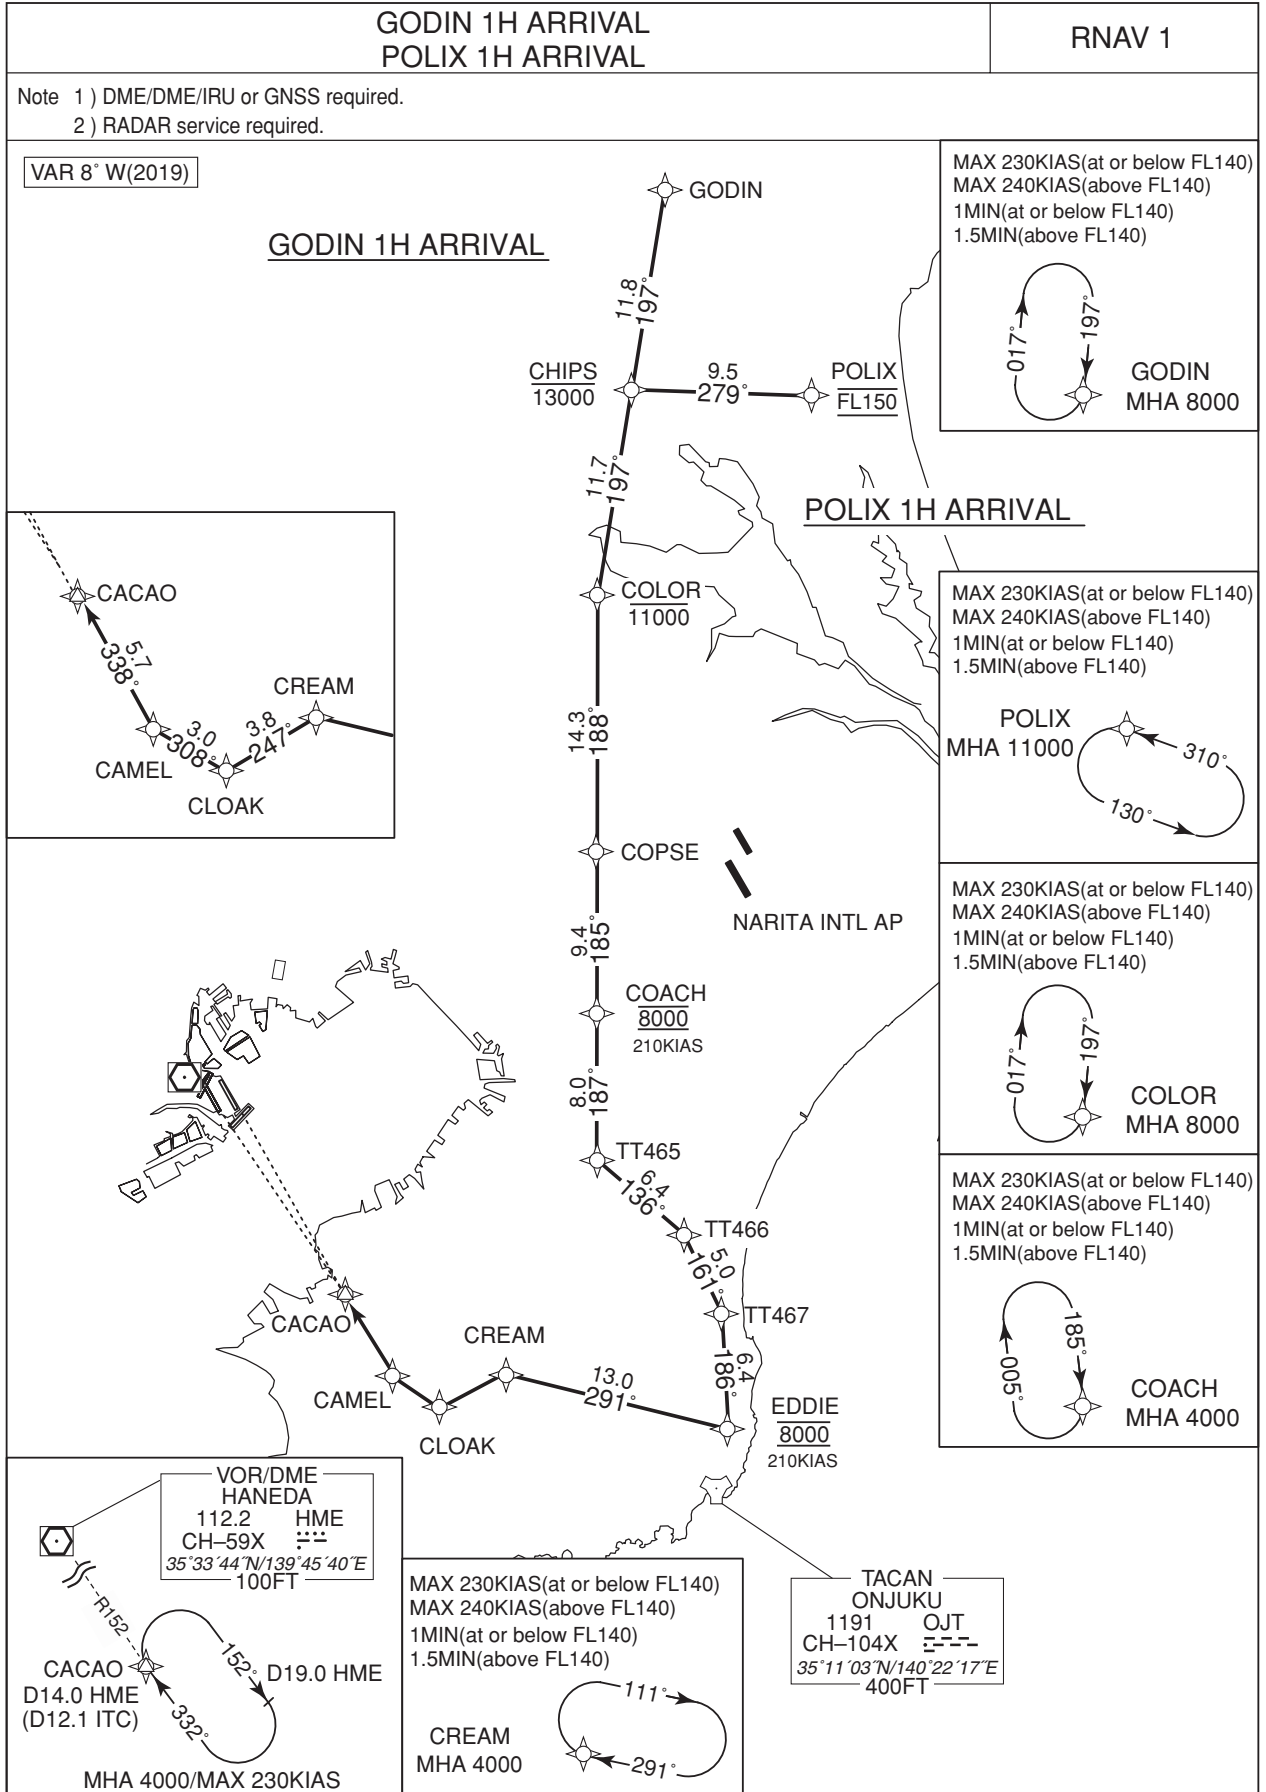 GODIN 1H ARRIVAL
POLIX 1H ARRIVAL
RNAV 1
Note 1 ) DME/DME/IRU or GNSS required.
2 ) RADAR service required.
VAR 8° W(2019)
GODIN 1H ARRIVAL
GODIN
11.8
197°
CHIPS
13000
9.5
279°
POLIX
FL150
11.7
197°
POLIX 1H ARRIVAL
COLOR
11000
14.3
188°
COPSE
NARITA INTL AP
9.4
185°
COACH
8000
210KIAS
8.0
187°
TT465
6.4
136°
TT466
5.0
161°
TT467
6.4
186°
EDDIE
8000
210KIAS
13.0
291°
CREAM
CLOAK
CAMEL
CACAO
CACAO
5.7
338°
CREAM
3.0
308°
3.8
247°
CAMEL
CLOAK
MAX 230KIAS(at or below FL140)
MAX 240KIAS(above FL140)
1MIN(at or below FL140)
1.5MIN(above FL140)
017°
197°
GODIN
MHA 8000
MAX 230KIAS(at or below FL140)
MAX 240KIAS(above FL140)
1MIN(at or below FL140)
1.5MIN(above FL140)
POLIX
MHA 11000
310°
130°
MAX 230KIAS(at or below FL140)
MAX 240KIAS(above FL140)
1MIN(at or below FL140)
1.5MIN(above FL140)
017°
197°
COLOR
MHA 8000
MAX 230KIAS(at or below FL140)
MAX 240KIAS(above FL140)
1MIN(at or below FL140)
1.5MIN(above FL140)
005°
185°
COACH
MHA 4000
VOR/DME
HANEDA
112.2 HME
CH–59X
35°33´44˝N/139°45´40˝E
100FT
R152
152°
D19.0 HME
CACAO
D14.0 HME
(D12.1 ITC)
332°
MHA 4000/MAX 230KIAS
MAX 230KIAS(at or below FL140)
MAX 240KIAS(above FL140)
1MIN(at or below FL140)
1.5MIN(above FL140)
111°
CREAM
MHA 4000
291°
TACAN
ONJUKU
1191 OJT
CH–104X
35°11´03˝N/140°22´17˝E
400FT